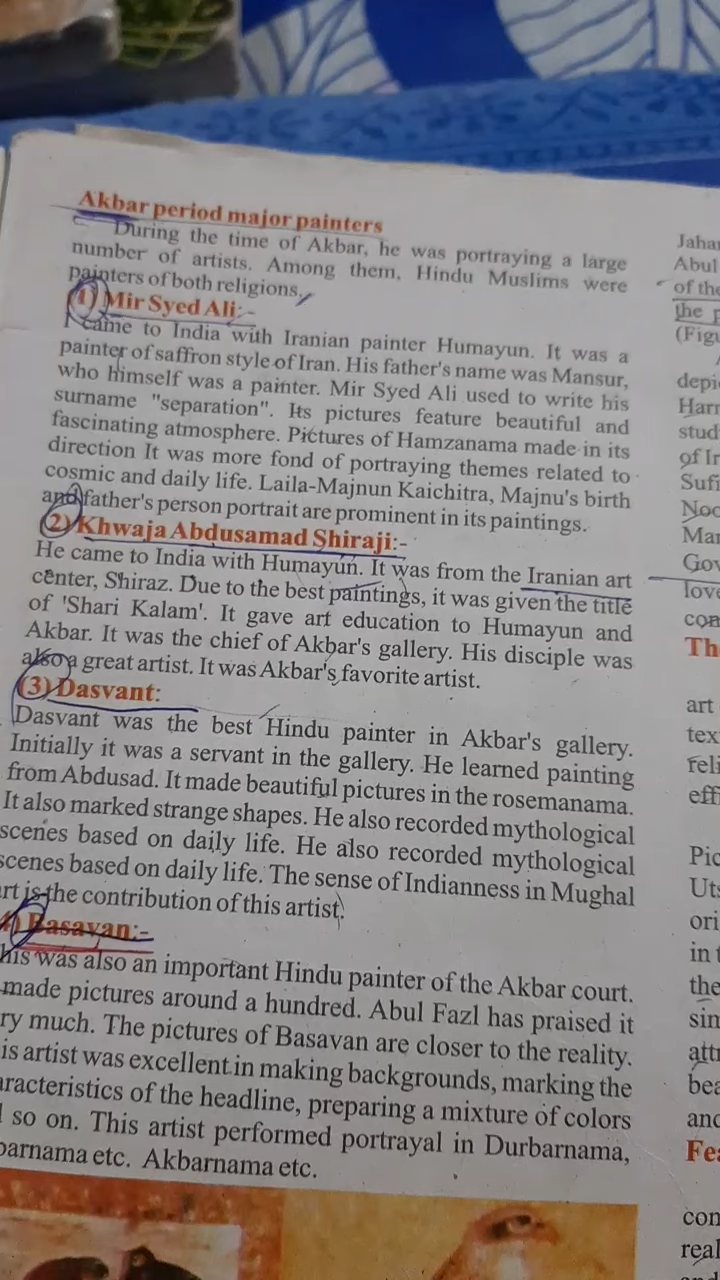 Akbar period major painters
During the time of Akbar, he was portraying a large
number of artists. Among them, Hindu Muslims were
painters of both religions.
(1) Mir Syed Ali:-
I came to India with Iranian painter Humayun. It was a
painter of saffron style of Iran. His father's name was Mansur,
who himself was a painter. Mir Syed Ali used to write his
surname "separation". Its pictures feature beautiful and
fascinating atmosphere. Pictures of Hamzanama made in its
direction It was more fond of portraying themes related to
cosmic and daily life. Laila-Majnun Kaichitra, Majnu's birth
and father's person portrait are prominent in its paintings.
(2) Khwaja Abdusamad Shiraji:-
He came to India with Humayun. It was from the Iranian art
center, Shiraz. Due to the best paintings, it was given the title
of 'Shari Kalam'. It gave art education to Humayun and
Akbar. It was the chief of Akbar's gallery. His disciple was
also a great artist. It was Akbar's favorite artist.
(3) Dasvant:
Dasvant was the best Hindu painter in Akbar's gallery.
Initially it was a servant in the gallery. He learned painting
from Abdusad. It made beautiful pictures in the rosemanama.
It also marked strange shapes. He also recorded mythological
scenes based on daily life. He also recorded mythological
scenes based on daily life. The sense of Indianness in Mughal
art is the contribution of this artist.
Basavan:-
his was also an important Hindu painter of the Akbar court.
made pictures around a hundred. Abul Fazl has praised it
ry much. The pictures of Basavan are closer to the reality.
is artist was excellent in making backgrounds, marking the
aracteristics of the headline, preparing a mixture of colors
so on. This artist performed portrayal in Durbarnama,
barnama etc. Akbarnama etc.
Jahan
Abul
of the
the p
(Figu
depi
Harr
stud
of Ir
Sufi
Noc
Mar
Gov
love
con
Th
art
tex
reli
effi
Pic
Uts
ori
in t
the
sin
attr
bea
and
Fea
con
real